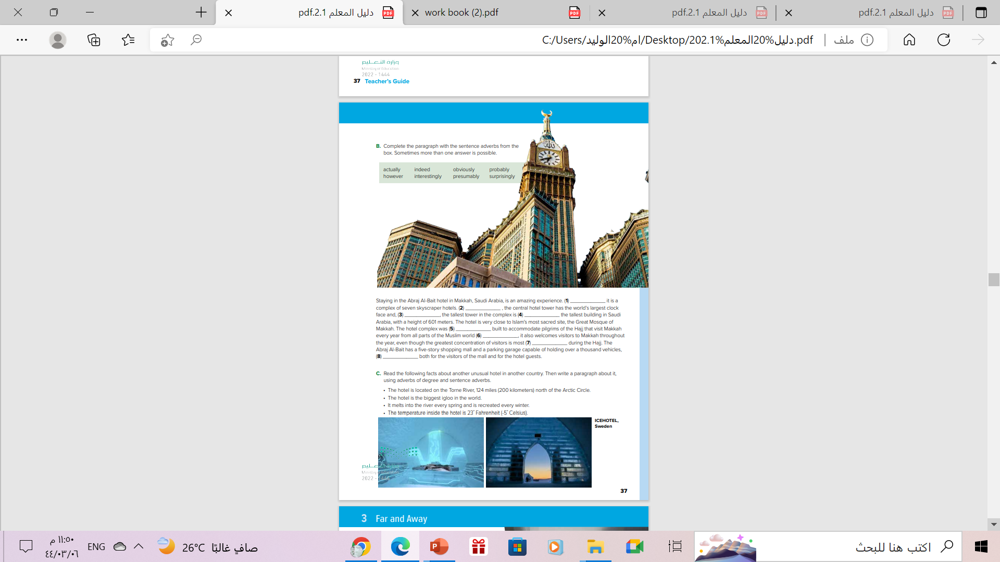 دليل المعلم 2.1.pdf
work book (2).pdf
دليل المعلم 2.1.pdf
دليل المعلم 2.1.pdf
C:/Users/ام%20الوليد/Desktop/202.1%دليل%20المعلم.pdf
ملف
وزارة التعليم
Ministry of Education
2022 - 1444
37 Teacher's Guide
B. Complete the paragraph with the sentence adverbs from the
box. Sometimes more than one answer is possible.
actually indeed obviously probably
however interestingly presumably surprisingly
Staying in the Abraj Al-Bait hotel in Makkah, Saudi Arabia, is an amazing experience. (1) ____________ it is a
complex of seven skyscraper hotels. (2) ____________ , the central hotel tower has the world's largest clock
face and, (3) ____________, the tallest tower in the complex is (4) ____________ the tallest building in Saudi
Arabia, with a height of 601 meters. The hotel is very close to Islam's most sacred site, the Great Mosque of
Makkah. The hotel complex was (5) ____________ built to accommodate pilgrims of the Hajj that visit Makkah
every year from all parts of the Muslim world (6) ____________, it also welcomes visitors to Makkah throughout
the year, even though the greatest concentration of visitors is most (7) ____________ during the Hajj. The
Abraj Al-Bait has a five-story shopping mall and a parking garage capable of holding over a thousand vehicles,
(8) ____________ both for the visitors of the mall and for the hotel guests.
C. Read the following facts about another unusual hotel in another country. Then write a paragraph about it,
using adverbs of degree and sentence adverbs.
• The hotel is located on the Torne River, 124 miles (200 kilometers) north of the Arctic Circle.
• The hotel is the biggest igloo in the world.
• It melts into the river every spring and is recreated every winter.
• The temperature inside the hotel is 23° Fahrenheit (-5° Celsius).
ICEHOTEL,
Sweden
2022 -
37
3 Far and Away
١١:٥٠ م
٤٤/٠٣/٠٦
ENG
26°C صافٍ غالبًا
اكتب هنا للبحث